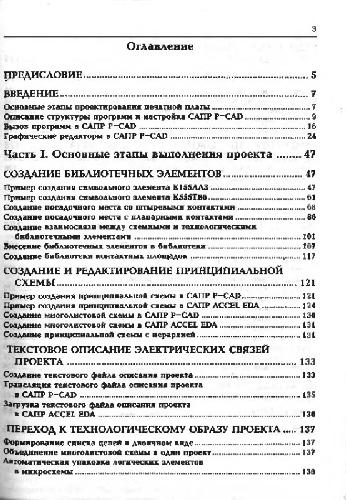 3
Оглавление
ПРЕДИСЛОВИЕ 5
ВВЕДЕНИЕ 7
Основные этапы проектирования печатной платы 7
Описание структуры программ и настройка САПР P-CAD 9
Вызов программ в САПР P-CAD 16
Графические редакторы в САПР P-CAD 24
Часть I. Основные этапы выполнения проекта 47
СОЗДАНИЕ БИБЛИОТЕЧНЫХ ЭЛЕМЕНТОВ 47
Пример создания символьного элемента К155ЛА3 47
Пример создания символьного элемента
Создание посадочного места со штыревыми контактами 68
Создание посадочного места с планарными контактами
Создание взаимосвязи между схемными и технологическими
библиотечными элементами 102
Внесение библиотечных элементов в библиотеки 107
Создание библиотеки контактных площадок 117
СОЗДАНИЕ И РЕДАКТИРОВАНИЕ ПРИНЦИПИАЛЬНОЙ
СХЕМЫ 121
Пример создания принципиальной схемы в САПР P-CAD 121
Пример создания принципиальной схемы в САПР ACCEL EDA 124
Создание многолистовой схемы в САПР P-CAD 130
Создание многолистовой схемы в САПР ACCEL EDA 131
Создание принципиальной схемы с иерархией 131
ТЕКСТОВОЕ ОПИСАНИЕ ЭЛЕКТРИЧЕСКИХ СВЯЗЕЙ
ПРОЕКТА 133
Создание текстового файла описания проекта 133
Трансляция текстового файла описания проекта
в САПР P-CAD 135
Загрузка текстового файла описания проекта
в САПР ACCEL EDA 136
ПЕРЕХОД К ТЕХНОЛОГИЧЕСКОМУ ОБРАЗУ ПРОЕКТА 137
Формирование списка цепей в двоичном виде 137
Объединение многолистовой схемы в один проект 137
Автоматическая упаковка логических элементов
в микросхемы 138